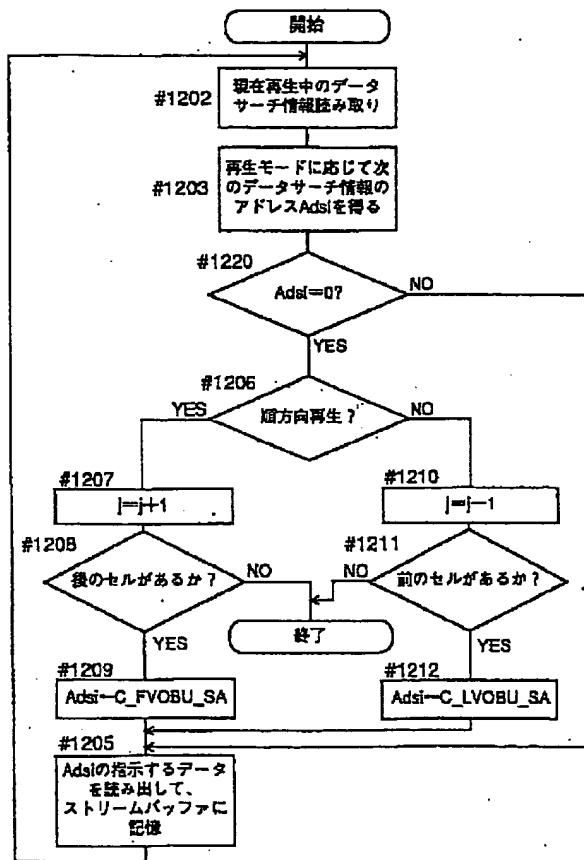 開始
#1202
現在再生中のデータ
サーチ情報読み取り
#1203
再生モードに応じて次
のデータサーチ情報の
アドレスAdsiを得る
#1220
Adsi＝0?
NO
YES
#1206
YES
順方向再生？
NO
#1207
j=j+1
#1210
j=j−1
#1208
後のセルがあるか？
NO
#1211
NO
前のセルがあるか？
終了
YES
YES
#1209
Adsi←C_FVOBU_SA
#1212
Adsi←C_LVOBU_SA
#1205
Adsiの指示するデータ
を読み出して、
ストリームバッファに
記憶